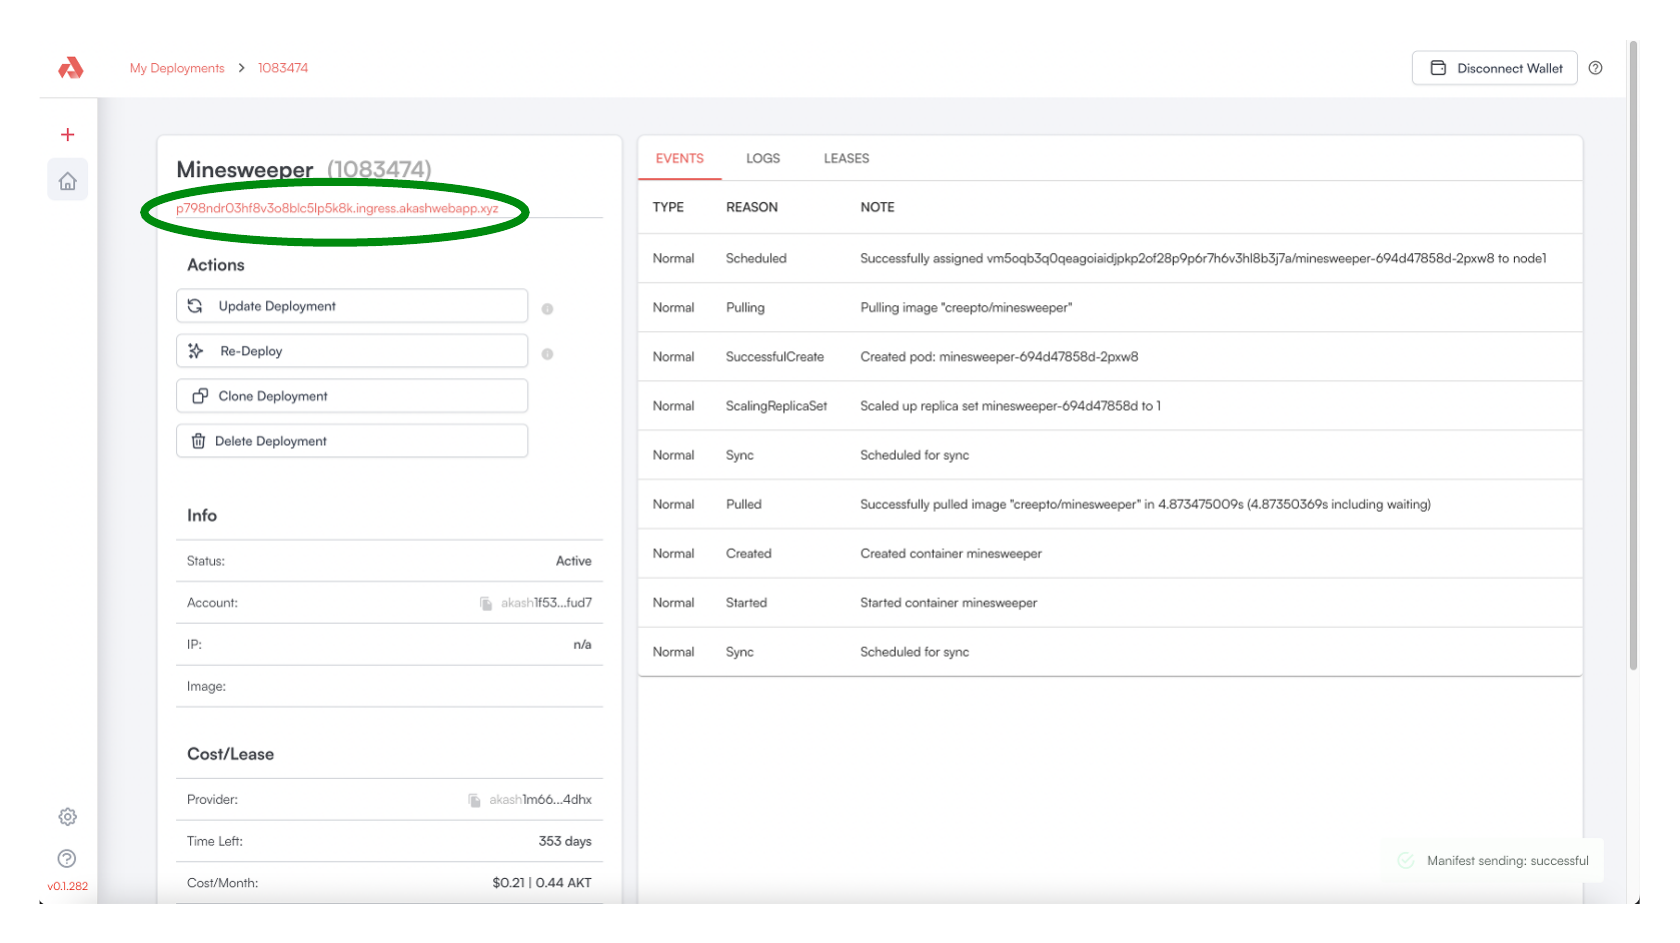 My Deployments > 1083474
Disconnect Wallet
Minesweeper (1083474)
p798ndr03hf8v3o8blc5lp5k8k.ingress.akashwebapp.xyz
Actions
Update Deployment
Re-Deploy
Clone Deployment
Delete Deployment
Info
Status: Active
Account: akash1f53...fud7
IP: n/a
Image:
Cost/Lease
Provider: akash1m66...4dhx
Time Left: 353 days
Cost/Month: $0.21 | 0.44 AKT
EVENTS LOGS LEASES
TYPE REASON NOTE
Normal Scheduled Successfully assigned vm5oqb3q0qeagoiaidjpkp2of28p9p6r7h6v3hl8b3j7a/minesweeper-694d47858d-2pxw8 to node1
Normal Pulling Pulling image "creepto/minesweeper"
Normal SuccessfulCreate Created pod: minesweeper-694d47858d-2pxw8
Normal ScalingReplicaSet Scaled up replica set minesweeper-694d47858d to 1
Normal Sync Scheduled for sync
Normal Pulled Successfully pulled image "creepto/minesweeper" in 4.873475009s (4.87350369s including waiting)
Normal Created Created container minesweeper
Normal Started Started container minesweeper
Normal Sync Scheduled for sync
Manifest sending: successful
v0.1.282